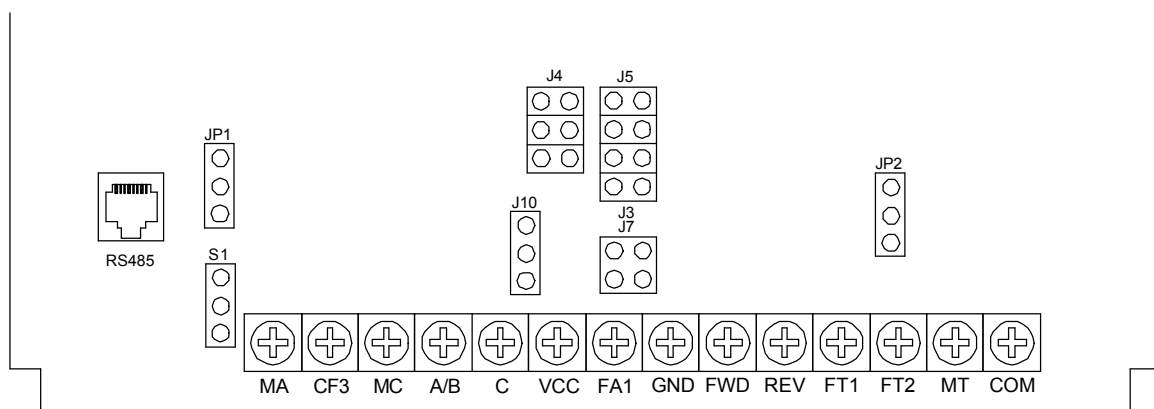 J4 J5
JP1
JP2
J10
J3
J7
RS485
S1
MA CF3 MC A/B C VCC FA1 GND FWD REV FT1 FT2 MT COM